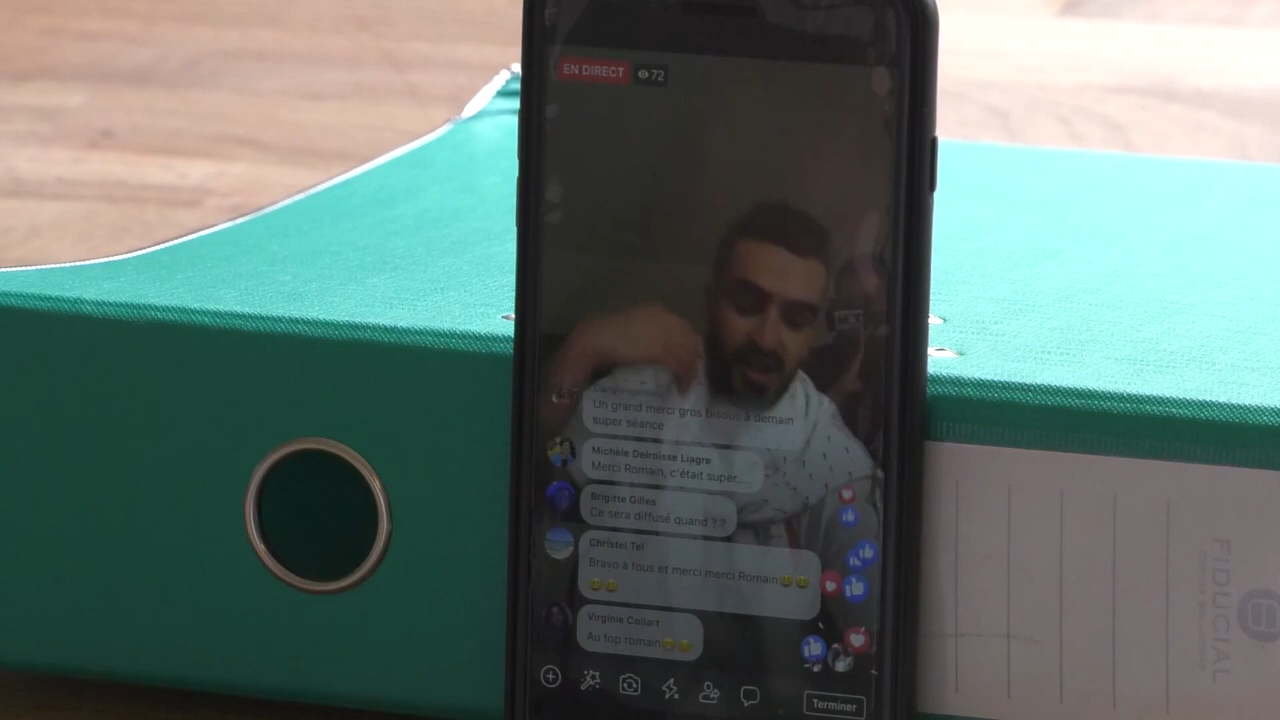 EN DIRECT 72
Un grand merci gros bisous à demain
super séance
Michèle Delroisse Liagre
Merci Romain, c'était super....
Brigitte Gilles
Ce sera diffusé quand ? ?
Christel Tel
Bravo à tous et merci merci Romain
Virginie Collart
Au top romain
Terminer
FIDUCIAL